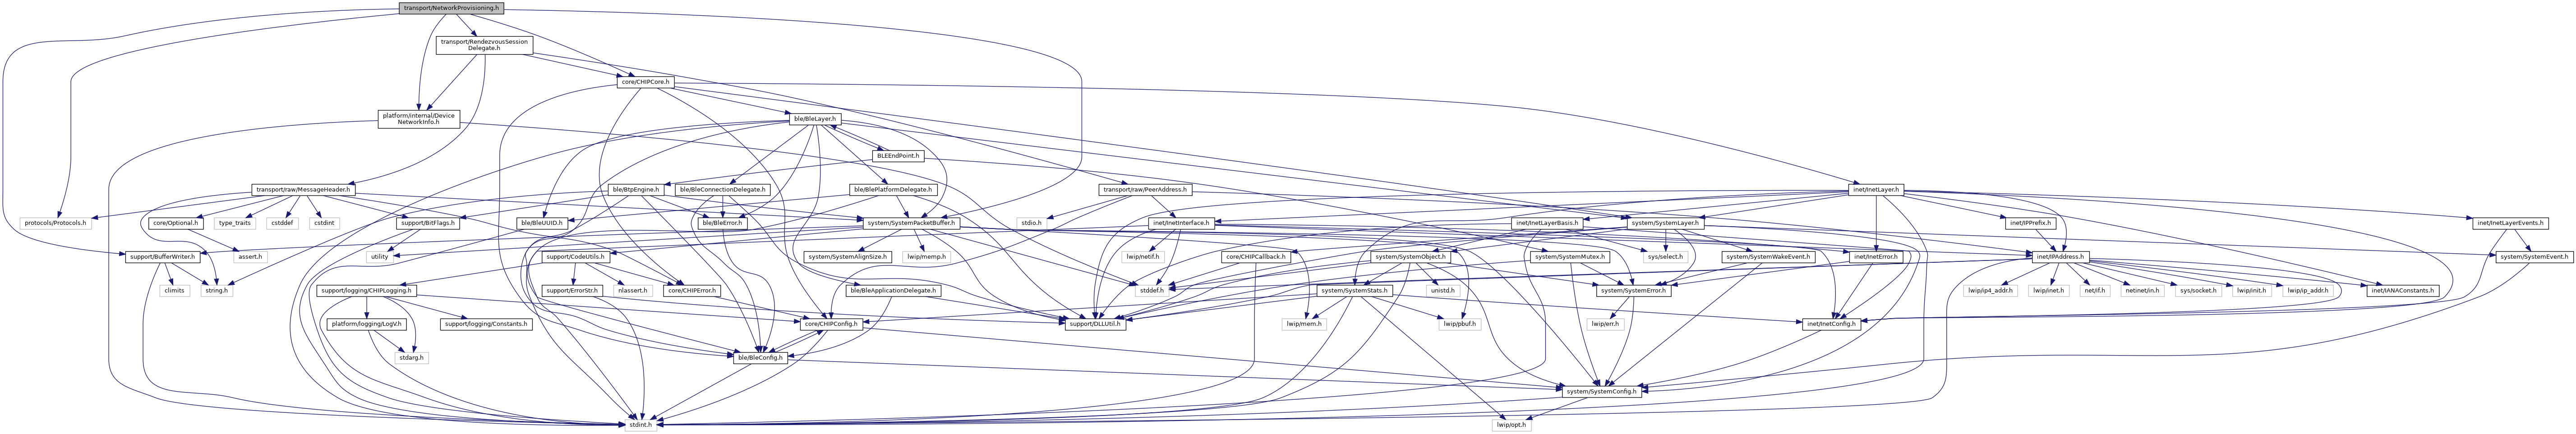 transport/NetworkProvisioning.h
transport/RendezvousSession
Delegate.h
core/CHIPCore.h
platform/internal/Device
NetworkInfo.h
ble/BleLayer.h
BLEEndPoint.h
transport/raw/MessageHeader.h
ble/BtpEngine.h
ble/BleConnectionDelegate.h
ble/BlePlatformDelegate.h
transport/raw/PeerAddress.h
inet/InetLayer.h
protocols/Protocols.h
core/Optional.h
type_traits
cstddef
cstdint
support/BitFlags.h
ble/BleUUID.h
ble/BleError.h
system/SystemPacketBuffer.h
stdio.h
inet/InetInterface.h
inet/InetLayerBasis.h
system/SystemLayer.h
inet/IPPrefix.h
inet/InetLayerEvents.h
support/BufferWriter.h
assert.h
utility
support/CodeUtils.h
system/SystemAlignSize.h
lwip/memp.h
lwip/netif.h
core/CHIPCallback.h
system/SystemObject.h
system/SystemMutex.h
sys/select.h
system/SystemWakeEvent.h
inet/InetError.h
inet/IPAddress.h
system/SystemEvent.h
climits
string.h
support/logging/CHIPLogging.h
support/ErrorStr.h
nlassert.h
core/CHIPError.h
ble/BleApplicationDelegate.h
stddef.h
system/SystemStats.h
unistd.h
system/SystemError.h
lwip/ip4_addr.h
lwip/inet.h
net/if.h
netinet/in.h
sys/socket.h
lwip/init.h
lwip/ip_addr.h
inet/IANAConstants.h
platform/logging/LogV.h
support/logging/Constants.h
core/CHIPConfig.h
support/DLLUtil.h
lwip/mem.h
lwip/pbuf.h
lwip/err.h
inet/InetConfig.h
stdarg.h
ble/BleConfig.h
system/SystemConfig.h
stdint.h
lwip/opt.h